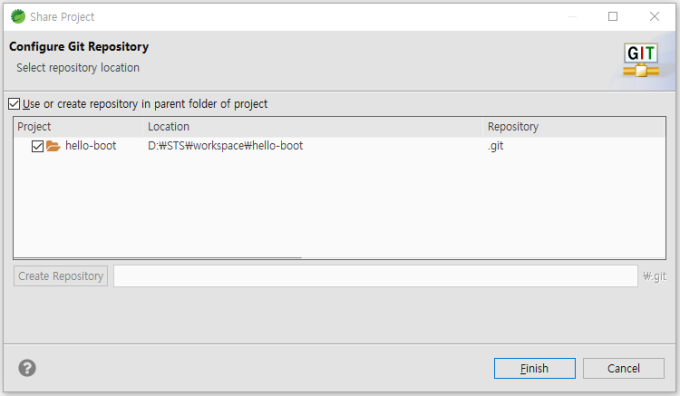 Share Project
Configure Git Repository
Select repository location
GIT
Use or create repository in parent folder of project
Project Location Repository
hello-boot D:₩STS₩workspace₩hello-boot .git
Create Repository ₩.git
? Finish Cancel